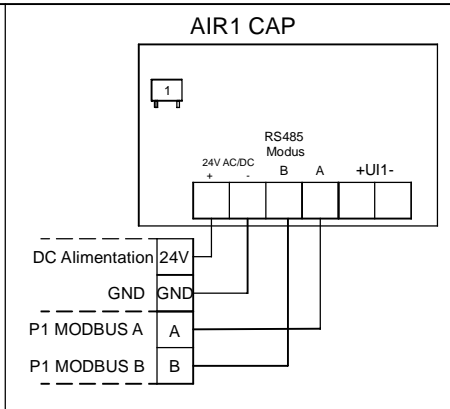 AIR1 CAP
1
RS485
Modus
24V AC/DC
+ - B A +UI1-
DC Alimentation 24V
GND GND
P1 MODBUS A A
P1 MODBUS B B